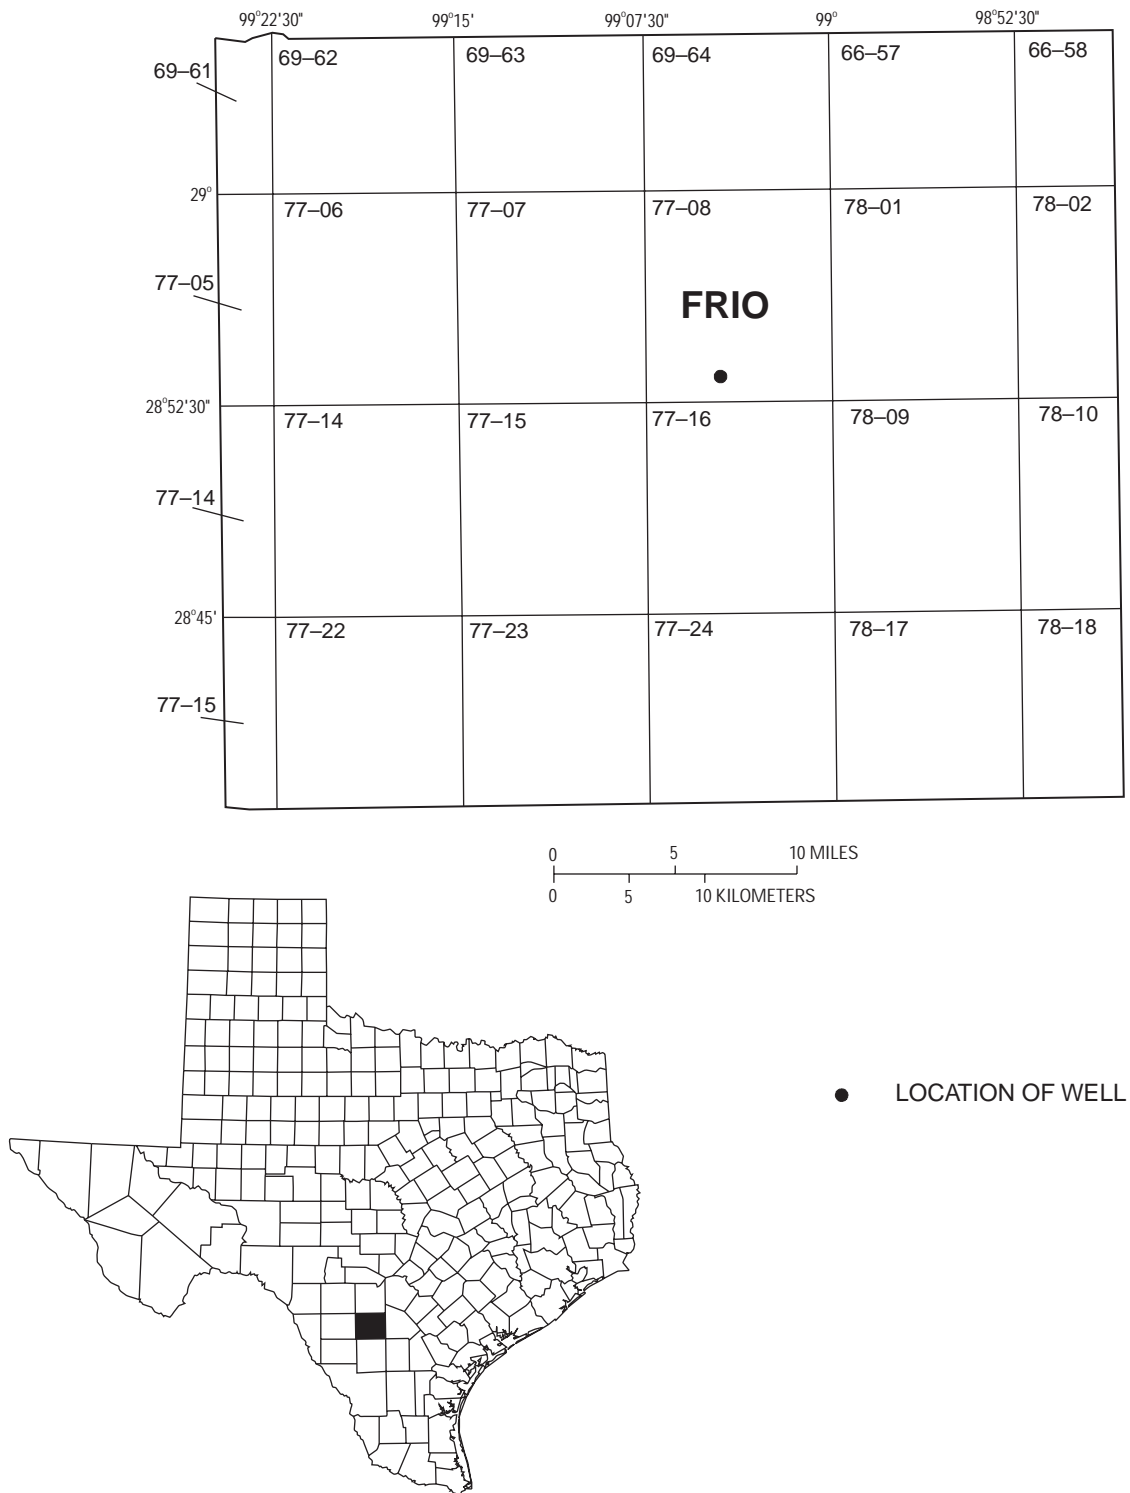 99°22'30" 99°15' 99°07'30" 99° 98°52'30"
69–61 69–62 69–63 69–64 66–57 66–58
29°
77–06 77–07 77–08 78–01 78–02
77–05
FRIO
28°52'30"
77–14 77–15 77–16 78–09 78–10
77–14
28°45'
77–22 77–23 77–24 78–17 78–18
77–15
0 5 10 MILES
0 5 10 KILOMETERS
LOCATION OF WELL